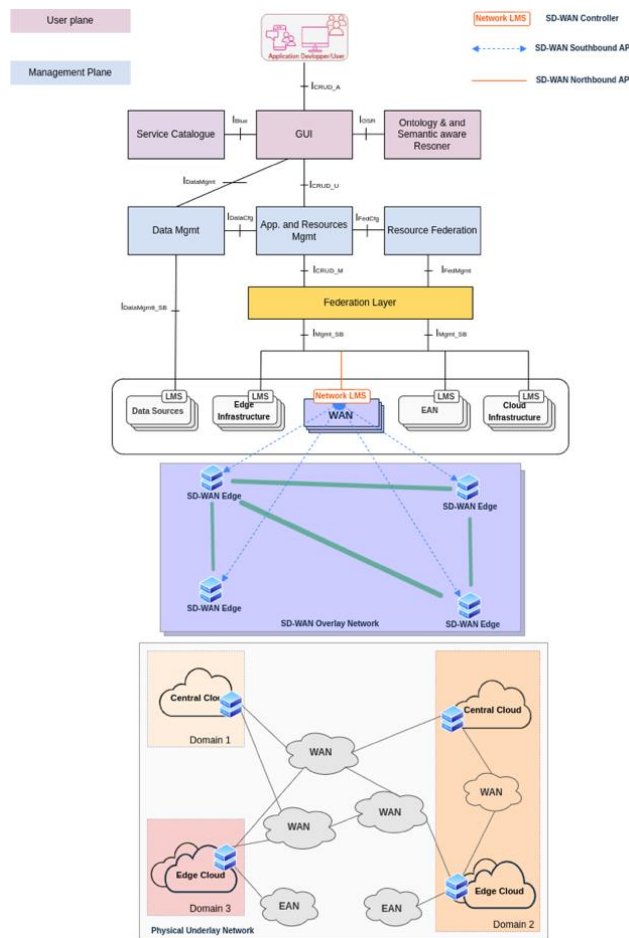 User plane
Management Plane
Application Devlopper/User
Network LMS
SD-WAN Controller
SD-WAN Southbound AP
SD-WAN Northbound AP
ICRUD_A
Service Catalogue
IBlue
GUI
IOSR
Ontology & and
Semantic aware
Resoner
IDataMgmt
ICRUD_U
Data Mgmt
IDataCfg
App. and Resources
Mgmt
IFedCfg
Resource Federation
ICRUD_M
IFedMgmt
IDataMgmtt_SB
Federation Layer
IMgmt_SB
IMgmt_SB
LMS
Data Sources
LMS
Edge
Infrastructure
Network LMS
WAN
LMS
EAN
LMS
Cloud
Infrastructure
SD-WAN Edge
SD-WAN Edge
SD-WAN Edge
SD-WAN Edge
SD-WAN Overlay Network
Central Cloud
Domain 1
WAN
Central Cloud
WAN
WAN
WAN
Edge Cloud
Domain 3
EAN
EAN
Edge Cloud
Domain 2
Physical Underlay Network